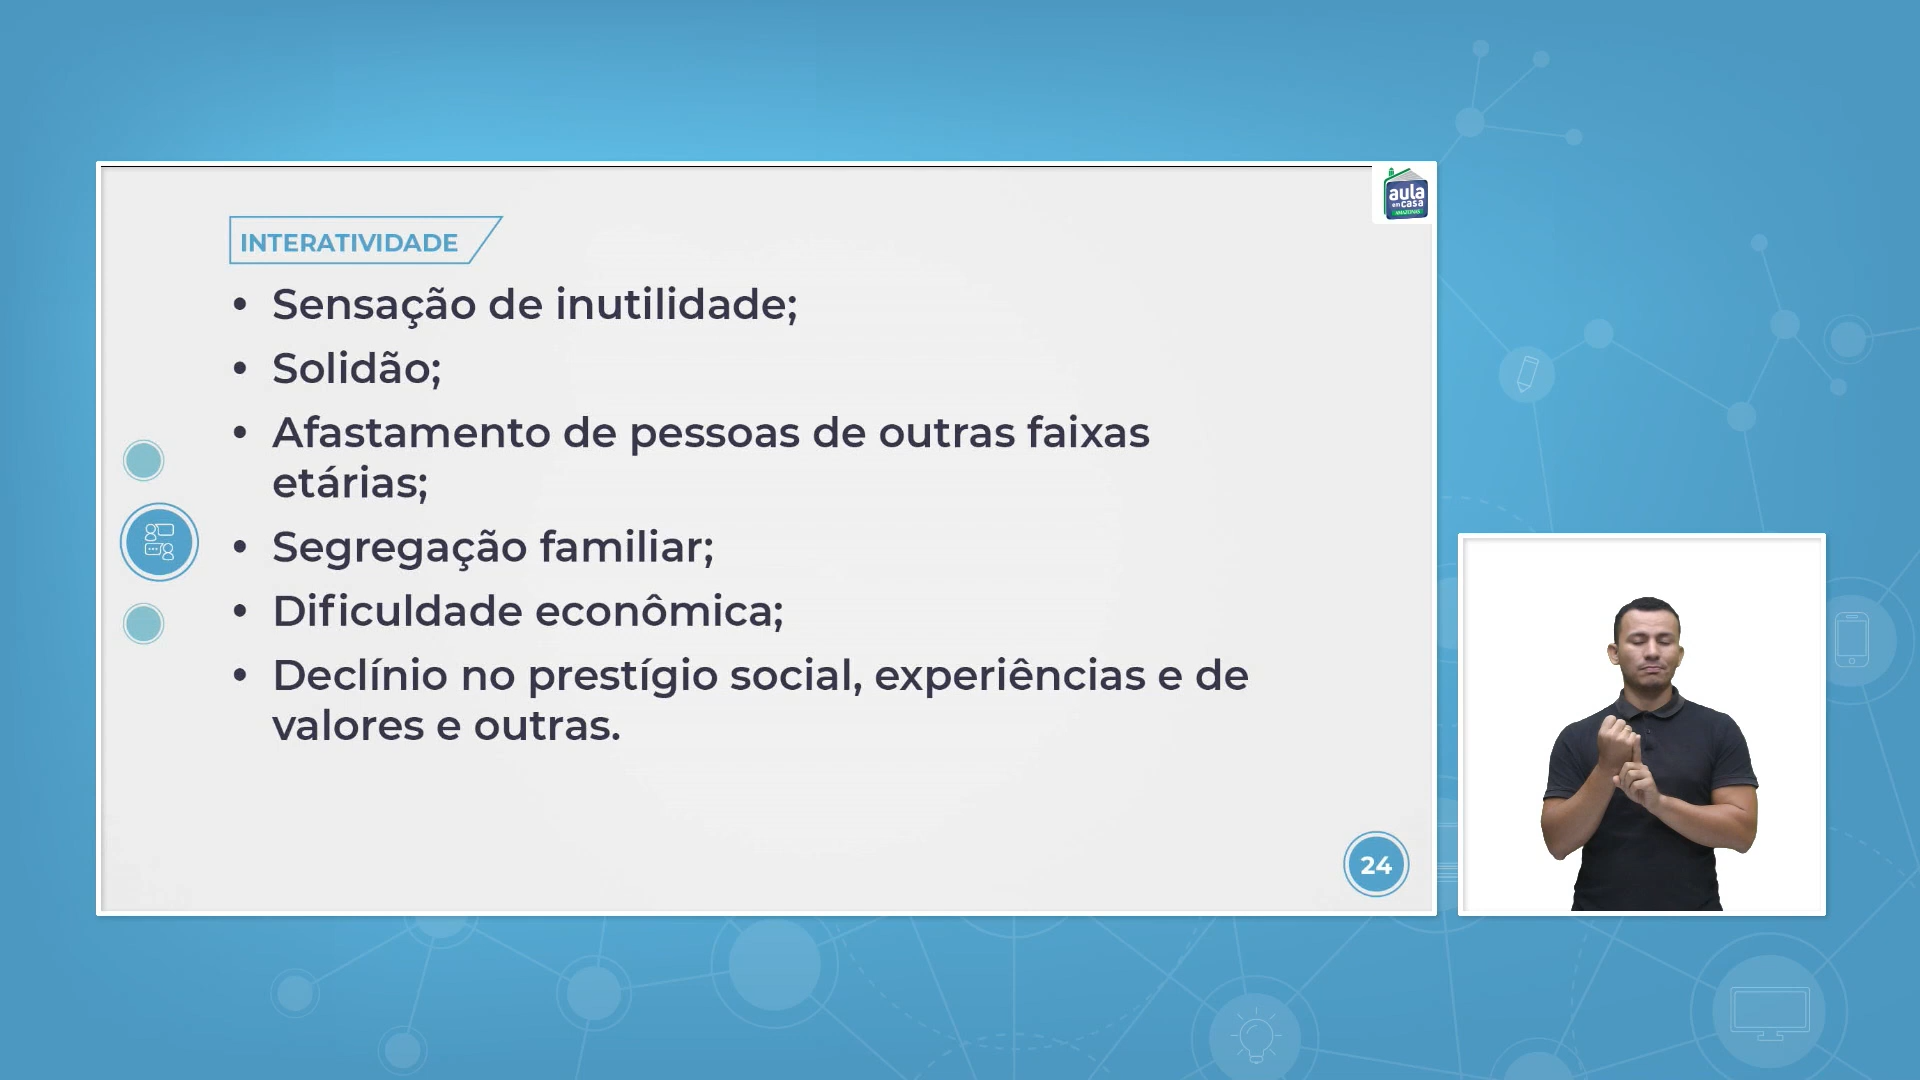 aula
em casa
AMAZONAS
INTERATIVIDADE
• Sensação de inutilidade;
• Solidão;
• Afastamento de pessoas de outras faixas
etárias;
• Segregação familiar;
• Dificuldade econômica;
• Declínio no prestígio social, experiências e de
valores e outras.
24